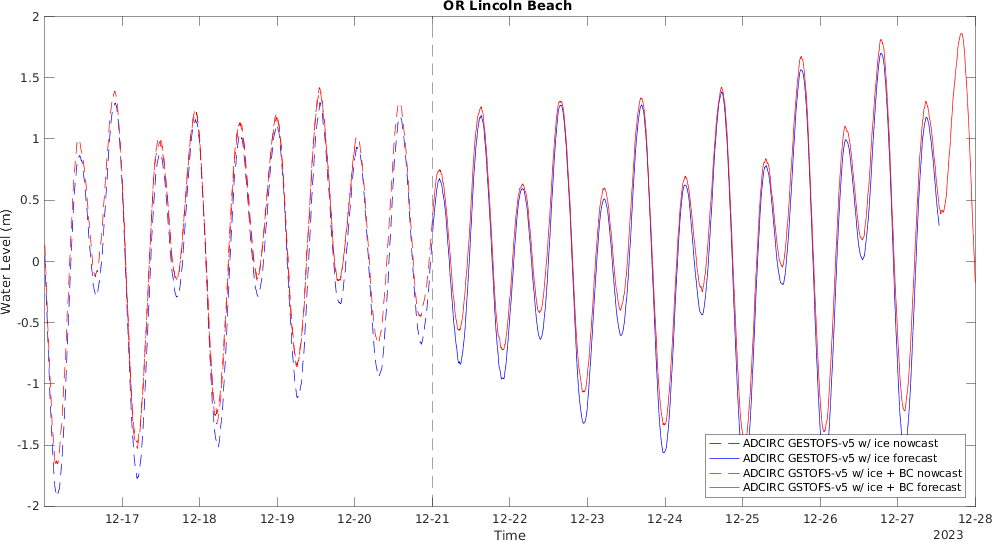 OR Lincoln Beach
2
1.5
1
0.5
0
-0.5
-1
-1.5
-2
Water Level (m)
ADCIRC GESTOFS-v5 w/ ice nowcast
ADCIRC GESTOFS-v5 w/ ice forecast
ADCIRC GSTOFS-v5 w/ ice + BC nowcast
ADCIRC GSTOFS-v5 w/ ice + BC forecast
12-17 12-18 12-19 12-20 12-21 12-22 12-23 12-24 12-25 12-26 12-27 12-28
Time
2023